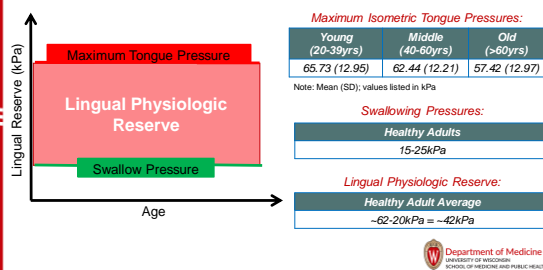 Lingual Reserve (kPa)
Maximum Tongue Pressure
Lingual Physiologic
Reserve
Swallow Pressure
Age
Maximum Isometric Tongue Pressures:
Young Middle Old
(20-39yrs) (40-60yrs) (>60yrs)
65.73 (12.95) 62.44 (12.21) 57.42 (12.97)
Note: Mean (SD); values listed in kPa
Swallowing Pressures:
Healthy Adults
15-25kPa
Lingual Physiologic Reserve:
Healthy Adult Average
~62-20kPa = ~42kPa
W
Department of Medicine
UNIVERSITY OF WISCONSIN
SCHOOL OF MEDICINE AND PUBLIC HEALTH